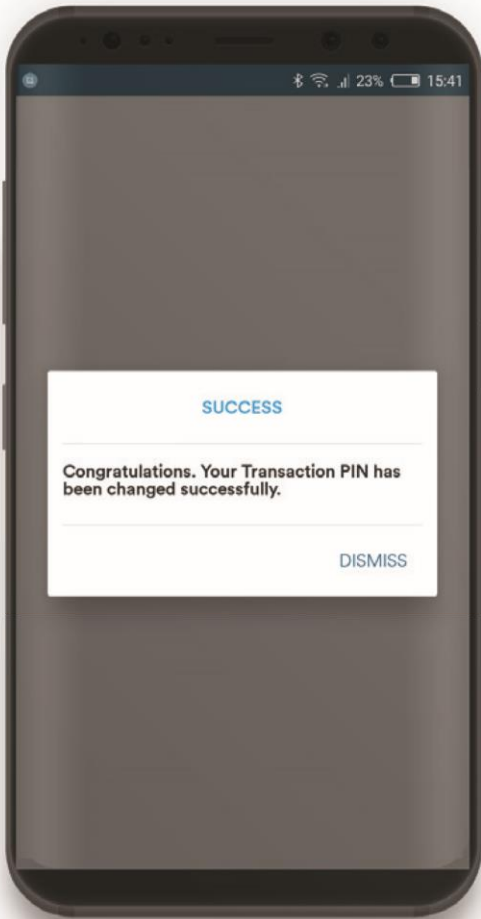 23% 15:41
SUCCESS
Congratulations. Your Transaction PIN has
been changed successfully.
DISMISS